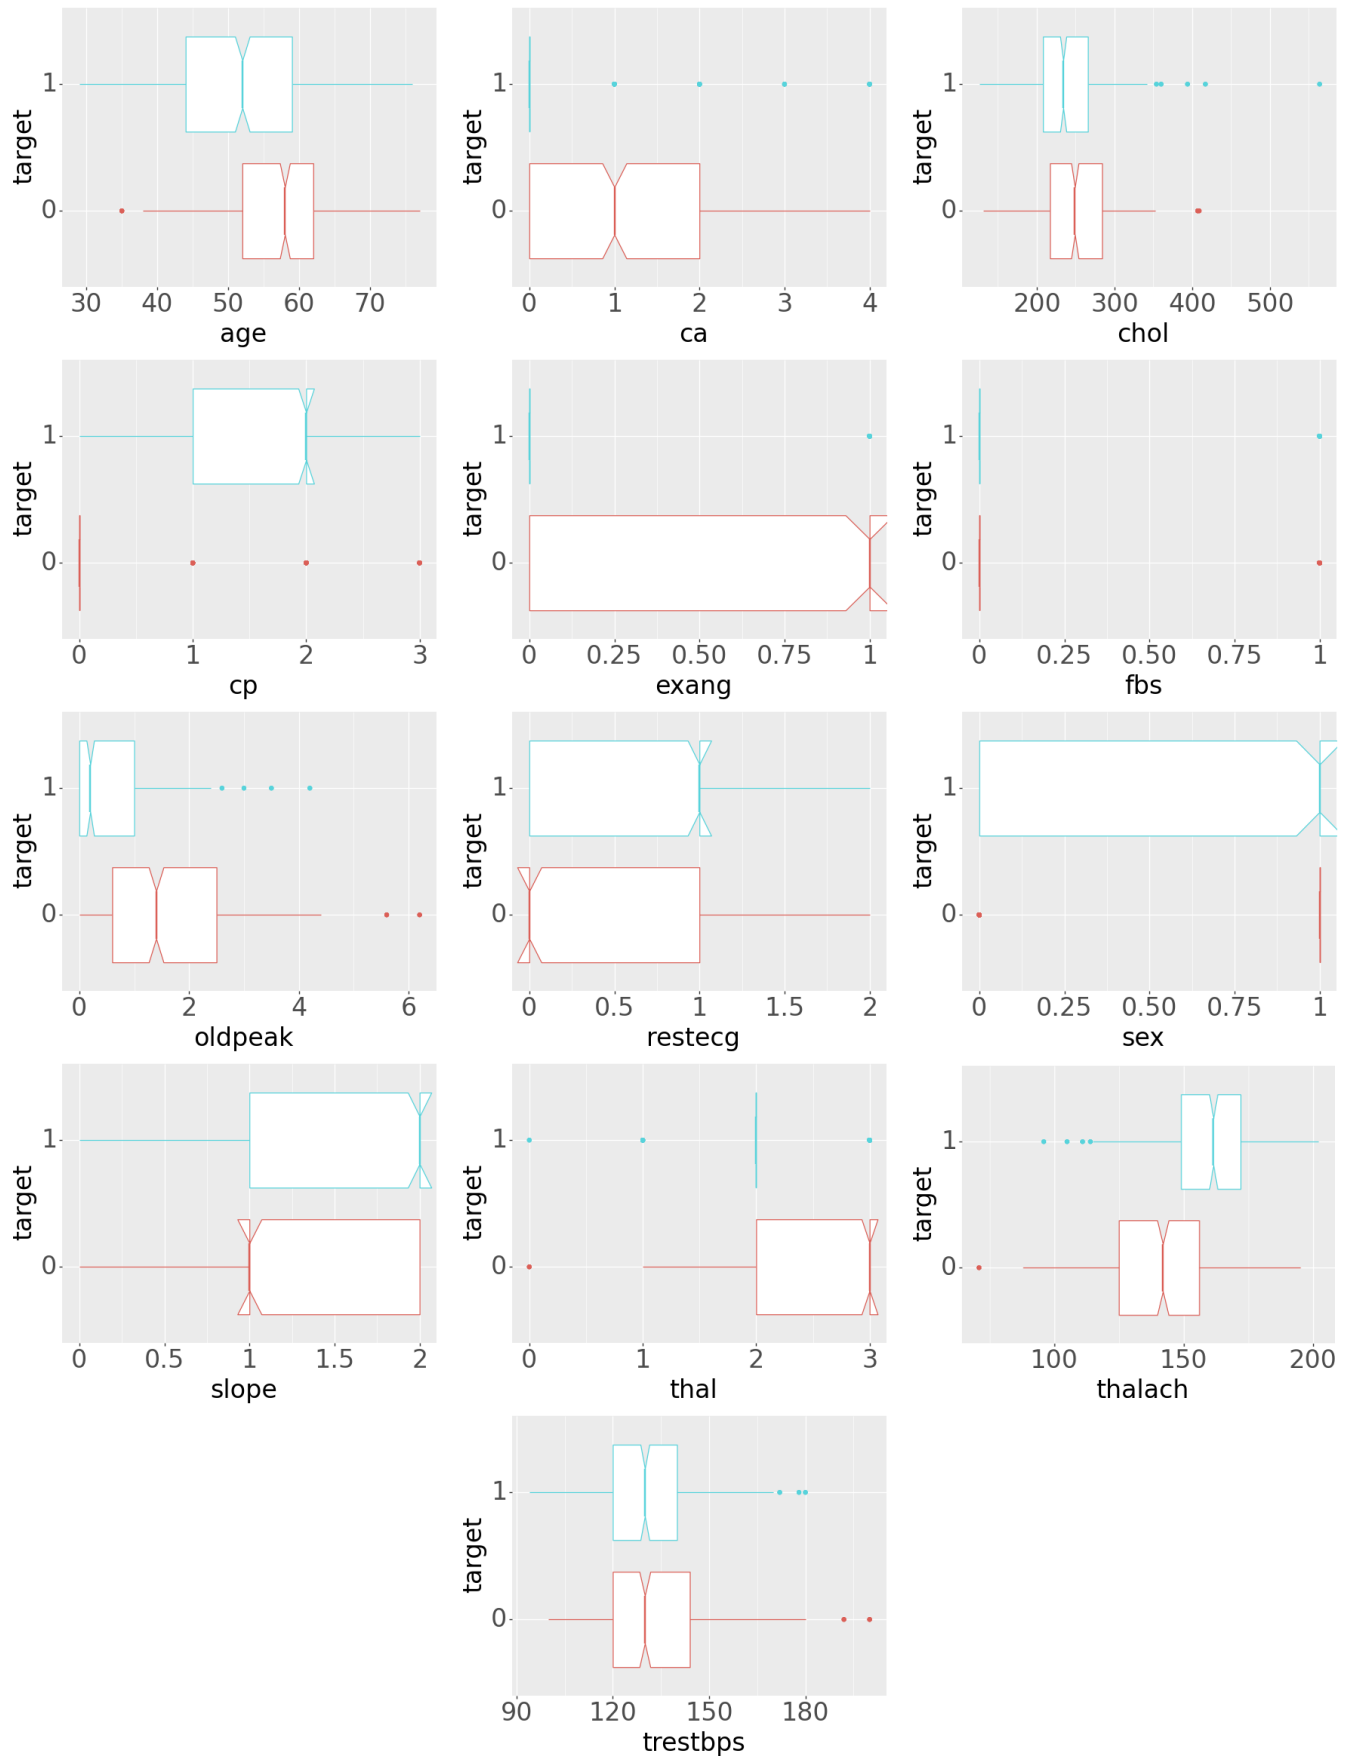 target
1
0
30 40 50 60 70
age
target
1
0
0 1 2 3 4
ca
target
1
0
200 300 400 500
chol
target
1
0
0 1 2 3
cp
target
1
0
0 0.25 0.50 0.75 1
exang
target
1
0
0 0.25 0.50 0.75 1
fbs
target
1
0
0 2 4 6
oldpeak
target
1
0
0 0.5 1 1.5 2
restecg
target
1
0
0 0.25 0.50 0.75 1
sex
target
1
0
0 0.5 1 1.5 2
slope
target
1
0
0 1 2 3
thal
target
1
0
100 150 200
thalach
target
1
0
90 120 150 180
trestbps